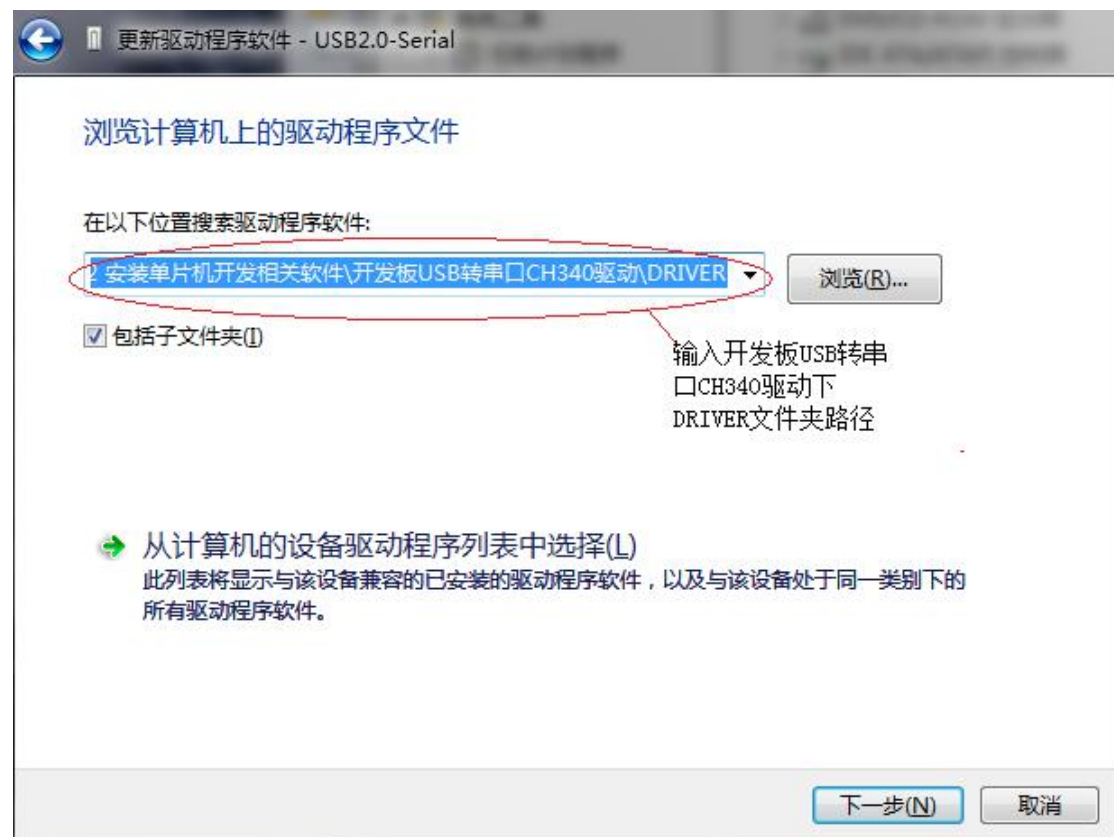 更新驱动程序软件 - USB2.0-Serial
浏览计算机上的驱动程序文件
在以下位置搜索驱动程序软件:
2 安装单片机开发相关软件\开发板USB转串口CH340驱动\DRIVER
浏览(R)...
包括子文件夹(I)
输入开发板USB转串
口CH340驱动下
DRIVER文件夹路径
从计算机的设备驱动程序列表中选择(L)
此列表将显示与该设备兼容的已安装的驱动程序软件，以及与该设备处于同一类别下的
所有驱动程序软件。
下一步(N)
取消